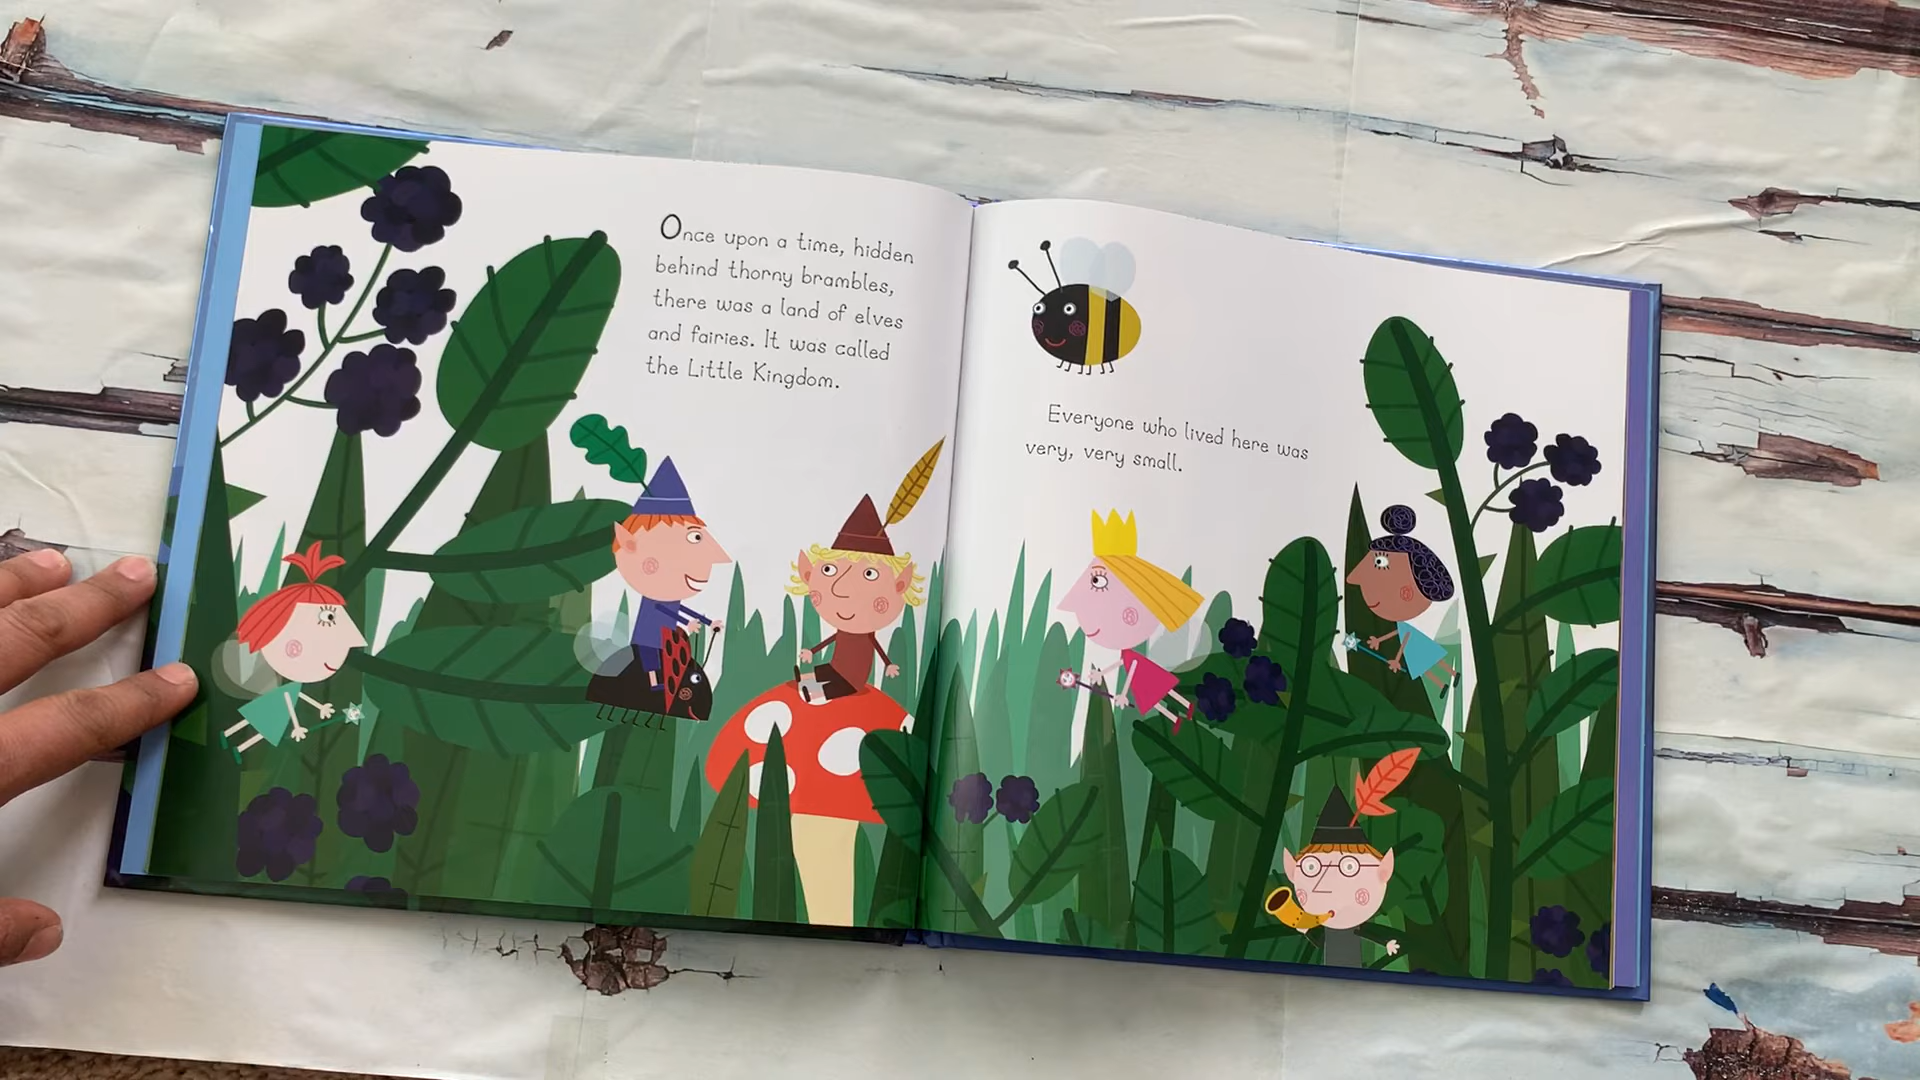 Once upon a time, hidden
behind thorny brambles,
there was a land of elves
and fairies. It was called
the Little Kingdom.
Everyone who lived here was
very, very small.